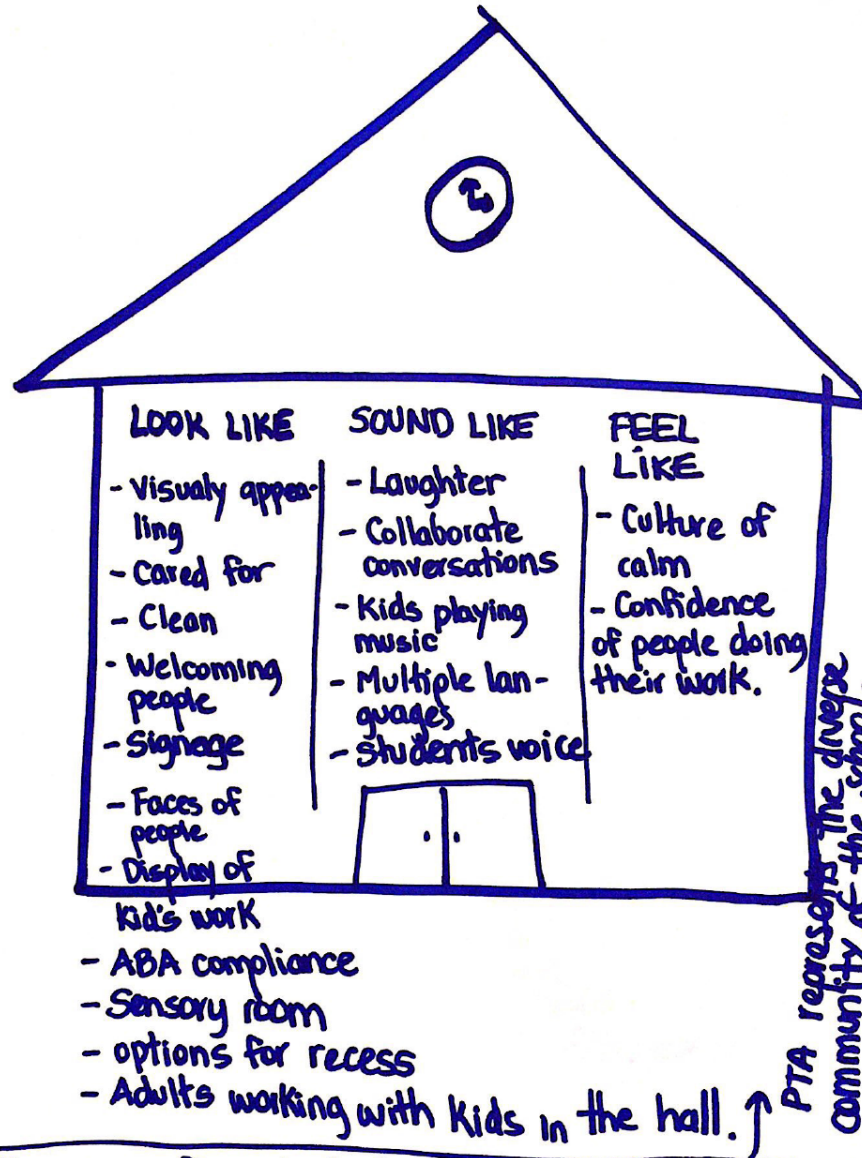 LOOK LIKE
- Visualy appea-
ling
- Cared for
- Clean
- Welcoming
people
- Signage
- Faces of
people
- Display of
kid's work
- ABA compliance
- Sensory room
- options for recess
- Adults working with kids in the hall.
SOUND LIKE
- Laughter
- Collaborate
conversations
- Kids playing
music
- Multiple lan-
guages
- Students voice
FEEL
LIKE
- Culture of
calm
- Confidence
of people doing
their work.
PTA represents the diverse
community of the school.